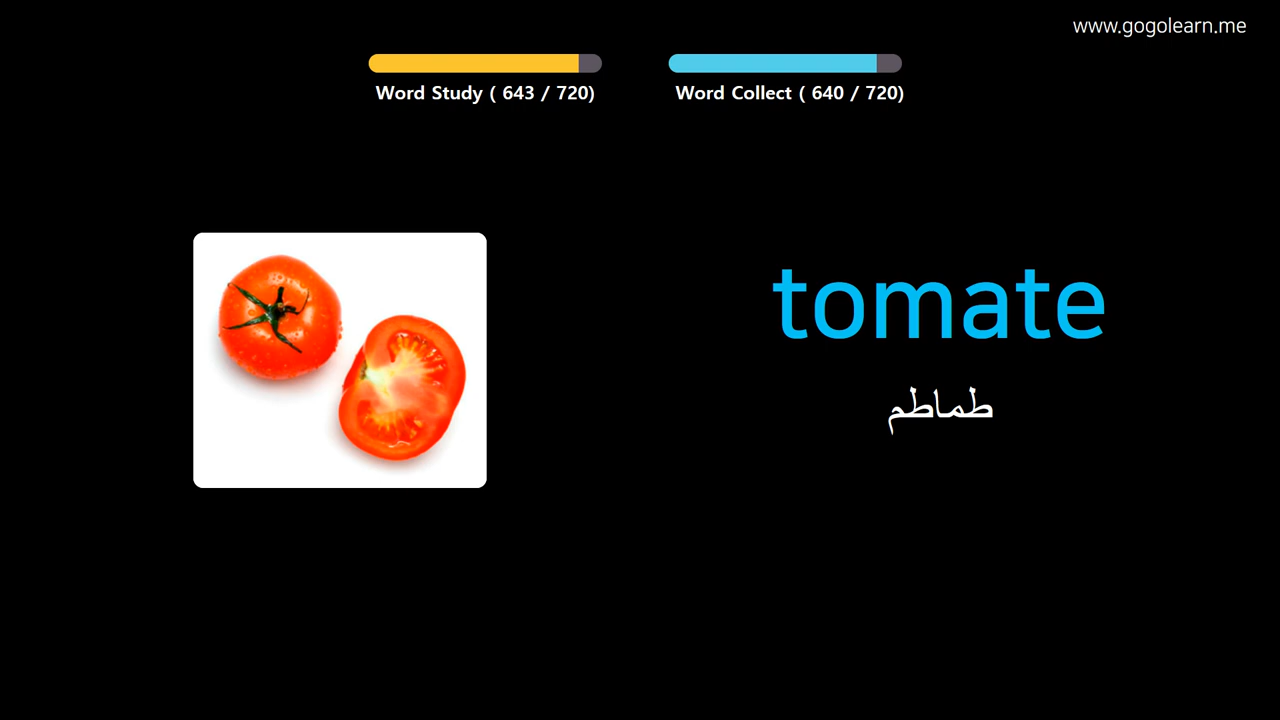 www.gogolearn.me
Word Study ( 643 / 720)
Word Collect ( 640 / 720)
tomate
طماطم